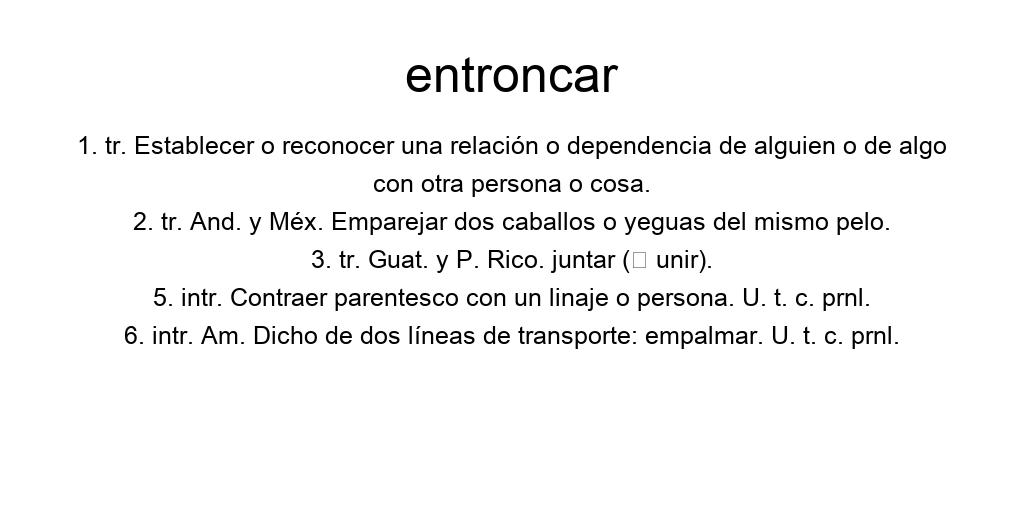 entroncar
1. tr. Establecer o reconocer una relación o dependencia de alguien o de algo
con otra persona o cosa.
2. tr. And. y Méx. Emparejar dos caballos o yeguas del mismo pelo.
3. tr. Guat. y P. Rico. juntar (□ unir).
5. intr. Contraer parentesco con un linaje o persona. U. t. c. prnl.
6. intr. Am. Dicho de dos líneas de transporte: empalmar. U. t. c. prnl.